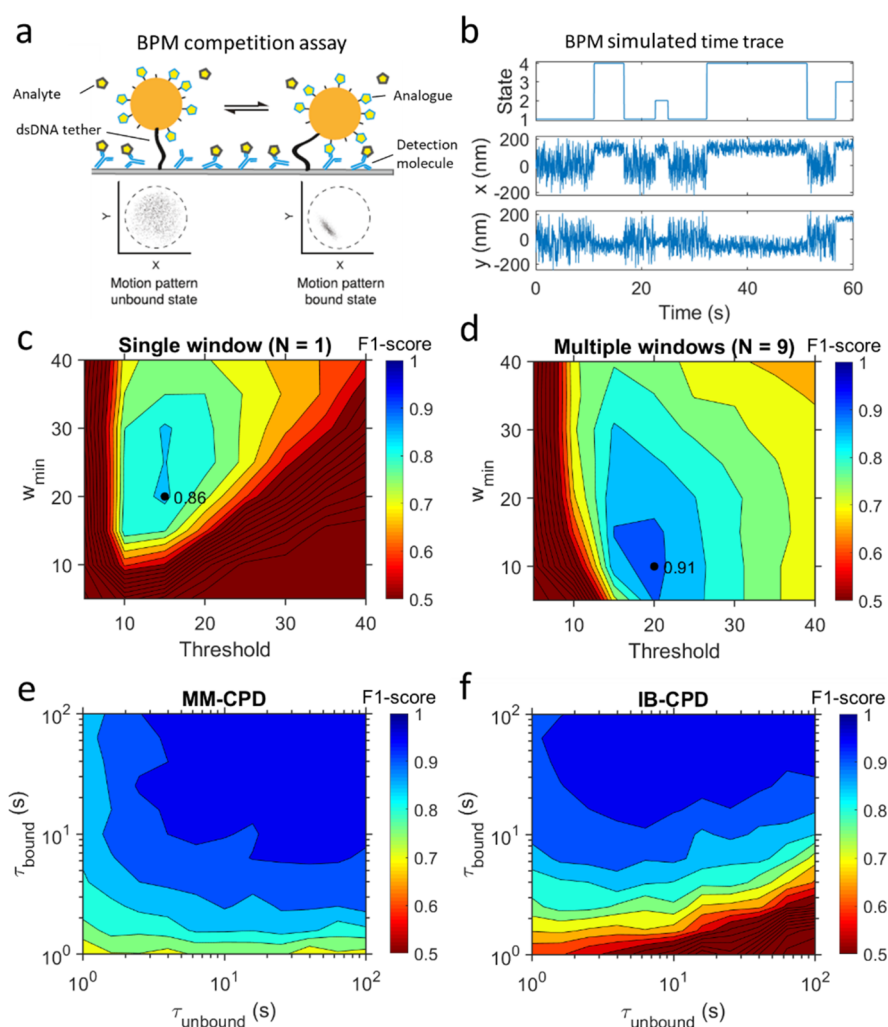 a
BPM competition assay
Analyte
dsDNA tether
Analogue
Detection
molecule
Y
X
Motion pattern
unbound state
Y
X
Motion pattern
bound state
b
BPM simulated time trace
State
4
3
2
1
x (nm)
200
0
-200
y (nm)
200
0
-200
0 20 40 60
Time (s)
c
Single window (N = 1)
F1-score
w_min
40
30
20
10
0.86
10 20 30 40
Threshold
1
0.9
0.8
0.7
0.6
0.5
d
Multiple windows (N = 9)
F1-score
w_min
40
30
20
10
0.91
10 20 30 40
Threshold
1
0.9
0.8
0.7
0.6
0.5
e
MM-CPD
F1-score
τ_bound (s)
10^2
10^1
10^0
10^0 10^1 10^2
τ_unbound (s)
1
0.9
0.8
0.7
0.6
0.5
f
IB-CPD
F1-score
τ_bound (s)
10^2
10^1
10^0
10^0 10^1 10^2
τ_unbound (s)
1
0.9
0.8
0.7
0.6
0.5